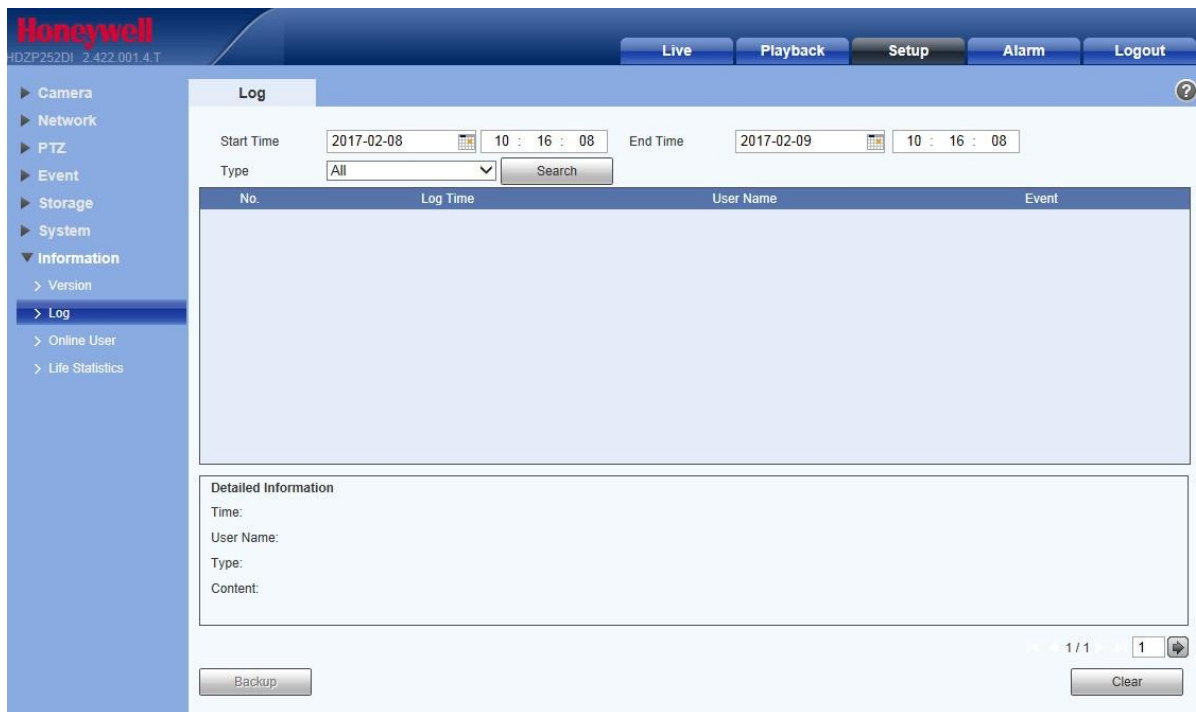 Honeywell
HDZP252DI 2.422.001.4.T
Live Playback Setup Alarm Logout
Camera
Network
PTZ
Event
Storage
System
Information
Version
Log
Online User
Life Statistics
Log
?
Start Time 2017-02-08 10 : 16 : 08 End Time 2017-02-09 10 : 16 : 08
Type All Search
No. Log Time User Name Event
Detailed Information
Time:
User Name:
Type:
Content:
1 / 1 1
Backup Clear